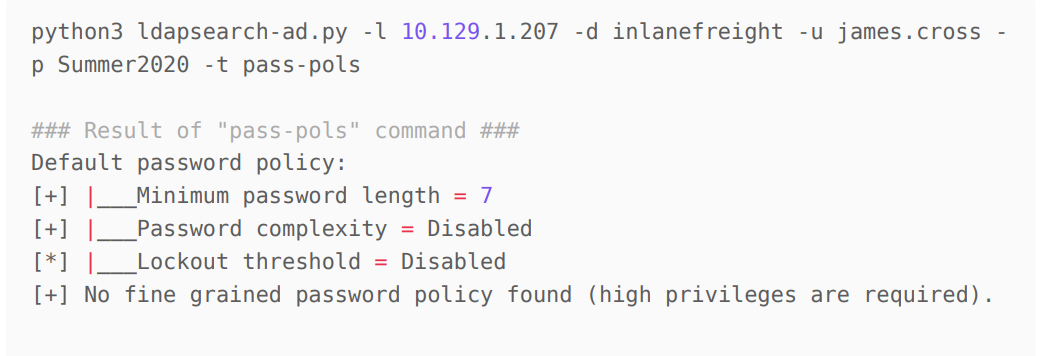 python3 ldapsearch-ad.py -l 10.129.1.207 -d inlanefreight -u james.cross -
p Summer2020 -t pass-pols
### Result of "pass-pols" command ###
Default password policy:
[+] |___Minimum password length = 7
[+] |___Password complexity = Disabled
[*] |___Lockout threshold = Disabled
[+] No fine grained password policy found (high privileges are required).